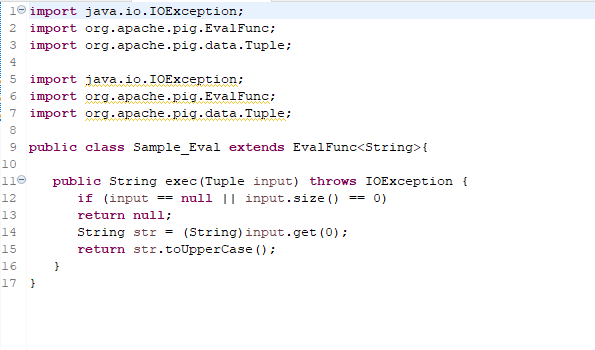 1 import java.io.IOException;
2 import org.apache.pig.EvalFunc;
3 import org.apache.pig.data.Tuple;
4
5 import java.io.IOException;
6 import org.apache.pig.EvalFunc;
7 import org.apache.pig.data.Tuple;
8
9 public class Sample_Eval extends EvalFunc<String>{
10
11 public String exec(Tuple input) throws IOException {
12 if (input == null || input.size() == 0)
13 return null;
14 String str = (String)input.get(0);
15 return str.toUpperCase();
16 }
17 }